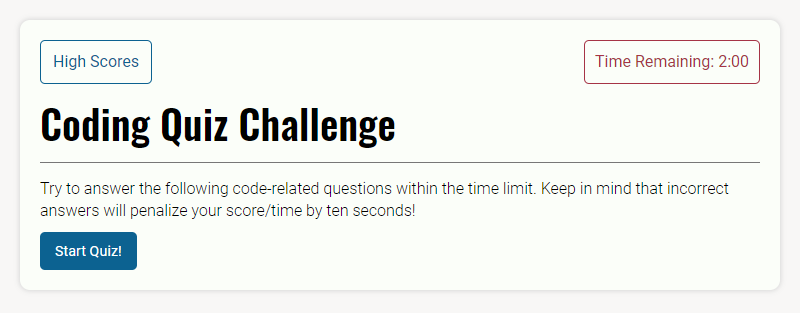 High Scores
Time Remaining: 2:00
Coding Quiz Challenge
Try to answer the following code-related questions within the time limit. Keep in mind that incorrect
answers will penalize your score/time by ten seconds!
Start Quiz!